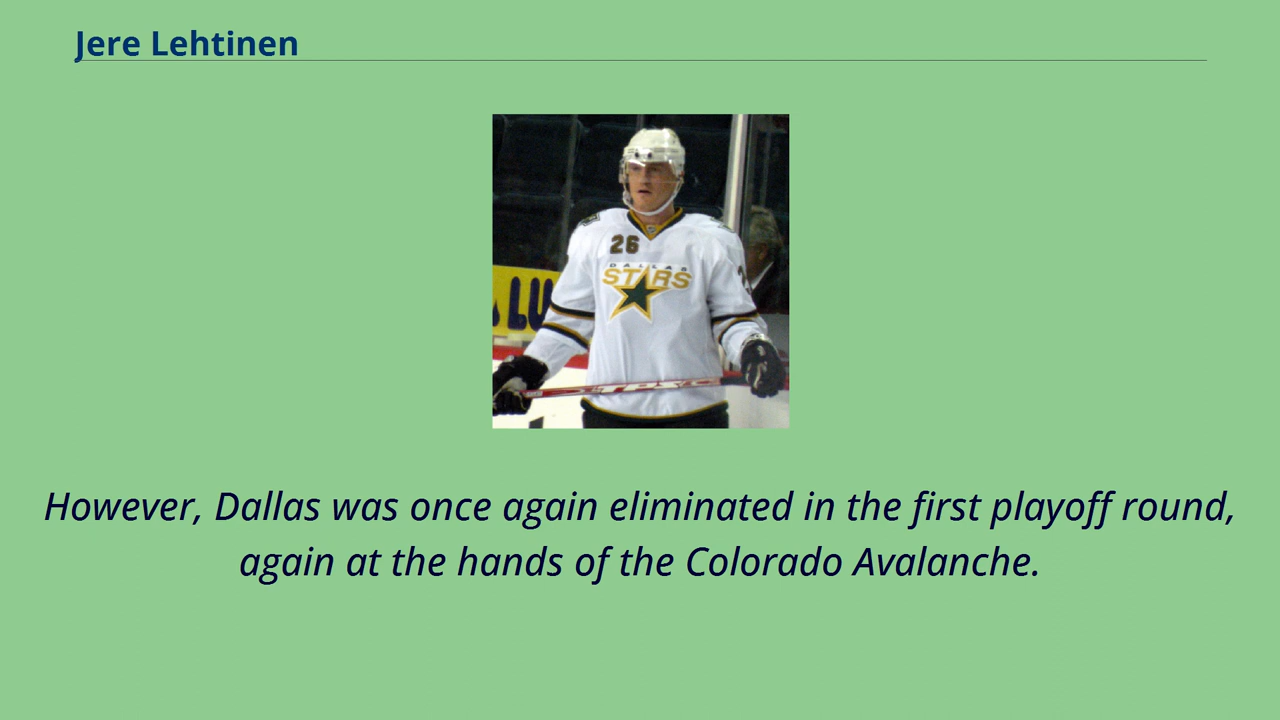 Jere Lehtinen
26
DALLAS
STARS
LU
However, Dallas was once again eliminated in the first playoff round,
again at the hands of the Colorado Avalanche.